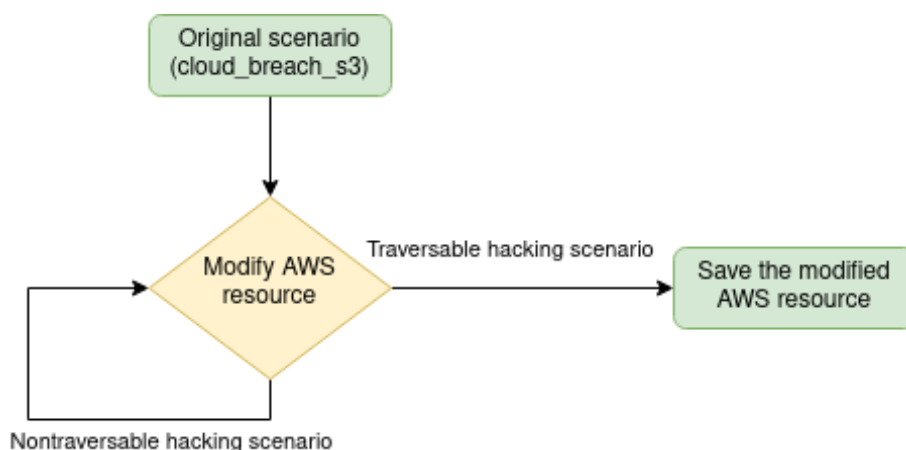 Original scenario
(cloud_breach_s3)
Modify AWS
resource
Traversable hacking scenario
Save the modified
AWS resource
Nontraversable hacking scenario